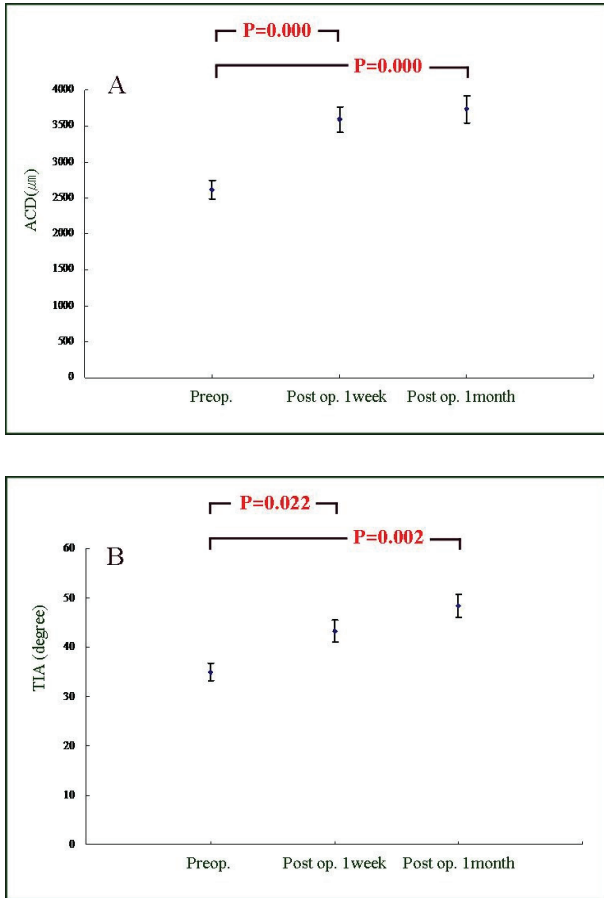 P=0.000
P=0.000
A
4000
3500
3000
2500
2000
1500
1000
500
0
ACD(㎛)
Preop. Post op. 1week Post op. 1month
P=0.022
P=0.002
B
60
50
40
30
20
10
0
TIA (degree)
Preop. Post op. 1week Post op. 1month